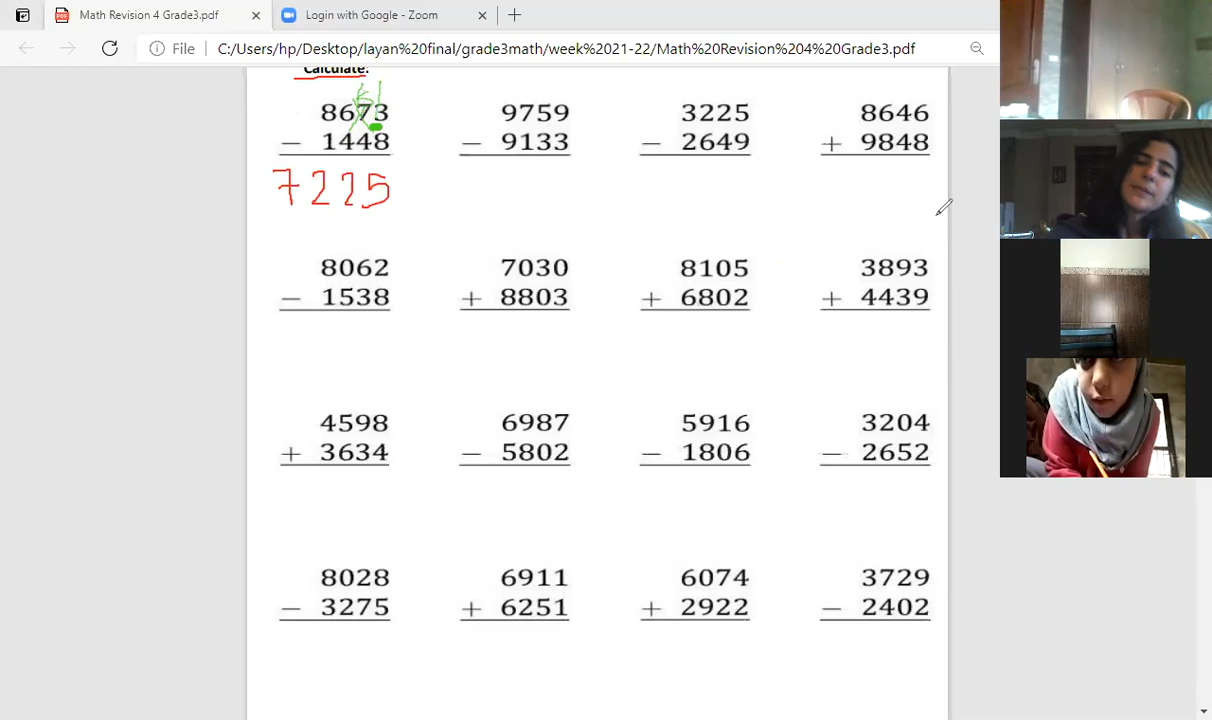 Math Revision 4 Grade3.pdf
Login with Google - Zoom
File C:/Users/hp/Desktop/layan%20final/grade3math/week%2021-22/Math%20Revision%204%20Grade3.pdf
Calculate:
8673 9759 3225 8646
- 1448 - 9133 - 2649 + 9848
7225
8062 7030 8105 3893
- 1538 + 8803 + 6802 + 4439
4598 6987 5916 3204
+ 3634 - 5802 - 1806 - 2652
8028 6911 6074 3729
- 3275 + 6251 + 2922 - 2402